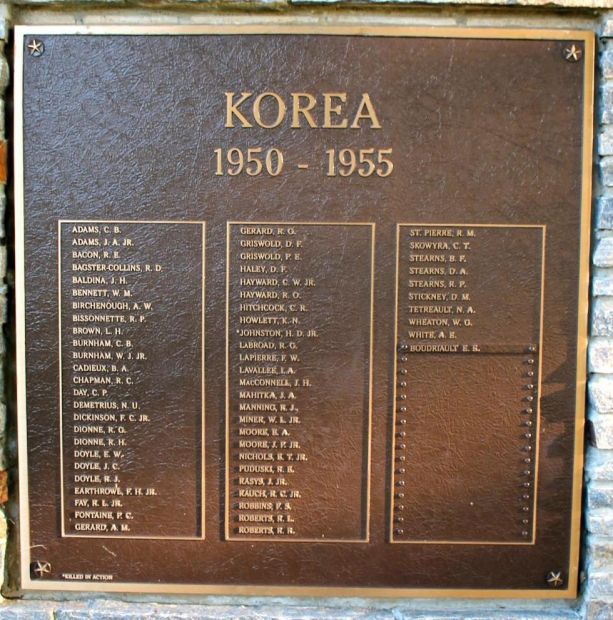 KOREA
1950 - 1955
ADAMS, C. B.
ADAMS, J. A. JR.
BACON, R. E.
BAGSTER-COLLINS, R. D.
BALDINA, J. H.
BENNETT, W. M.
BIRCHENOUGH, A. W.
BISSONNETTE, R. P.
BROWN, L. H.
BURNHAM, C. B.
BURNHAM, W. J. JR.
CADIEUX, B. A.
CHAPMAN, R. C.
DAY, C. P.
DEMETRIUS, N. U.
DICKINSON, F. C. JR.
DIONNE, R. G.
DIONNE, R. H.
DOYLE, E. W.
DOYLE, J. C.
DOYLE, R. J.
EARTHROWL, F. H. JR.
FAY, R. L. JR.
FONTAINE, P. C.
GERARD, A. M.
GERARD, R. G.
GRISWOLD, D. F.
GRISWOLD, P. E.
HALEY, D. F.
HAYWARD, C. W. JR.
HAYWARD, R. O.
HITCHCOCK, C. R.
HOWLETT, K. N.
*JOHNSTON, H. D. JR.
LABROAD, R. G.
LAPIERRE, F. W.
LAVALLEE, L.A.
MacCONNELL, J. H.
MAHITKA, J. A.
MANNING, R. J.,
MINER, W. L. JR.
MOORE, E. A.
MOORE, J. P. JR.
NICHOLS, E. T. JR.
PUDUSKI, R. E.
RASYS, J. JR.
RAUCH, R. C. JR.
ROBBINS, P. S.
ROBERTS, R. L.
ROBERTS, R. R.
ST. PIERRE, R. M.
SKOWYRA, C. T.
STEARNS, B. F.
STEARNS, D. A.
STEARNS, R. P.
STICKNEY, D. M.
TETREAULT, N. A.
WHEATON, W. G.
WHITE, A. E.
BOUDRIAULT E. R.
*KILLED IN ACTION